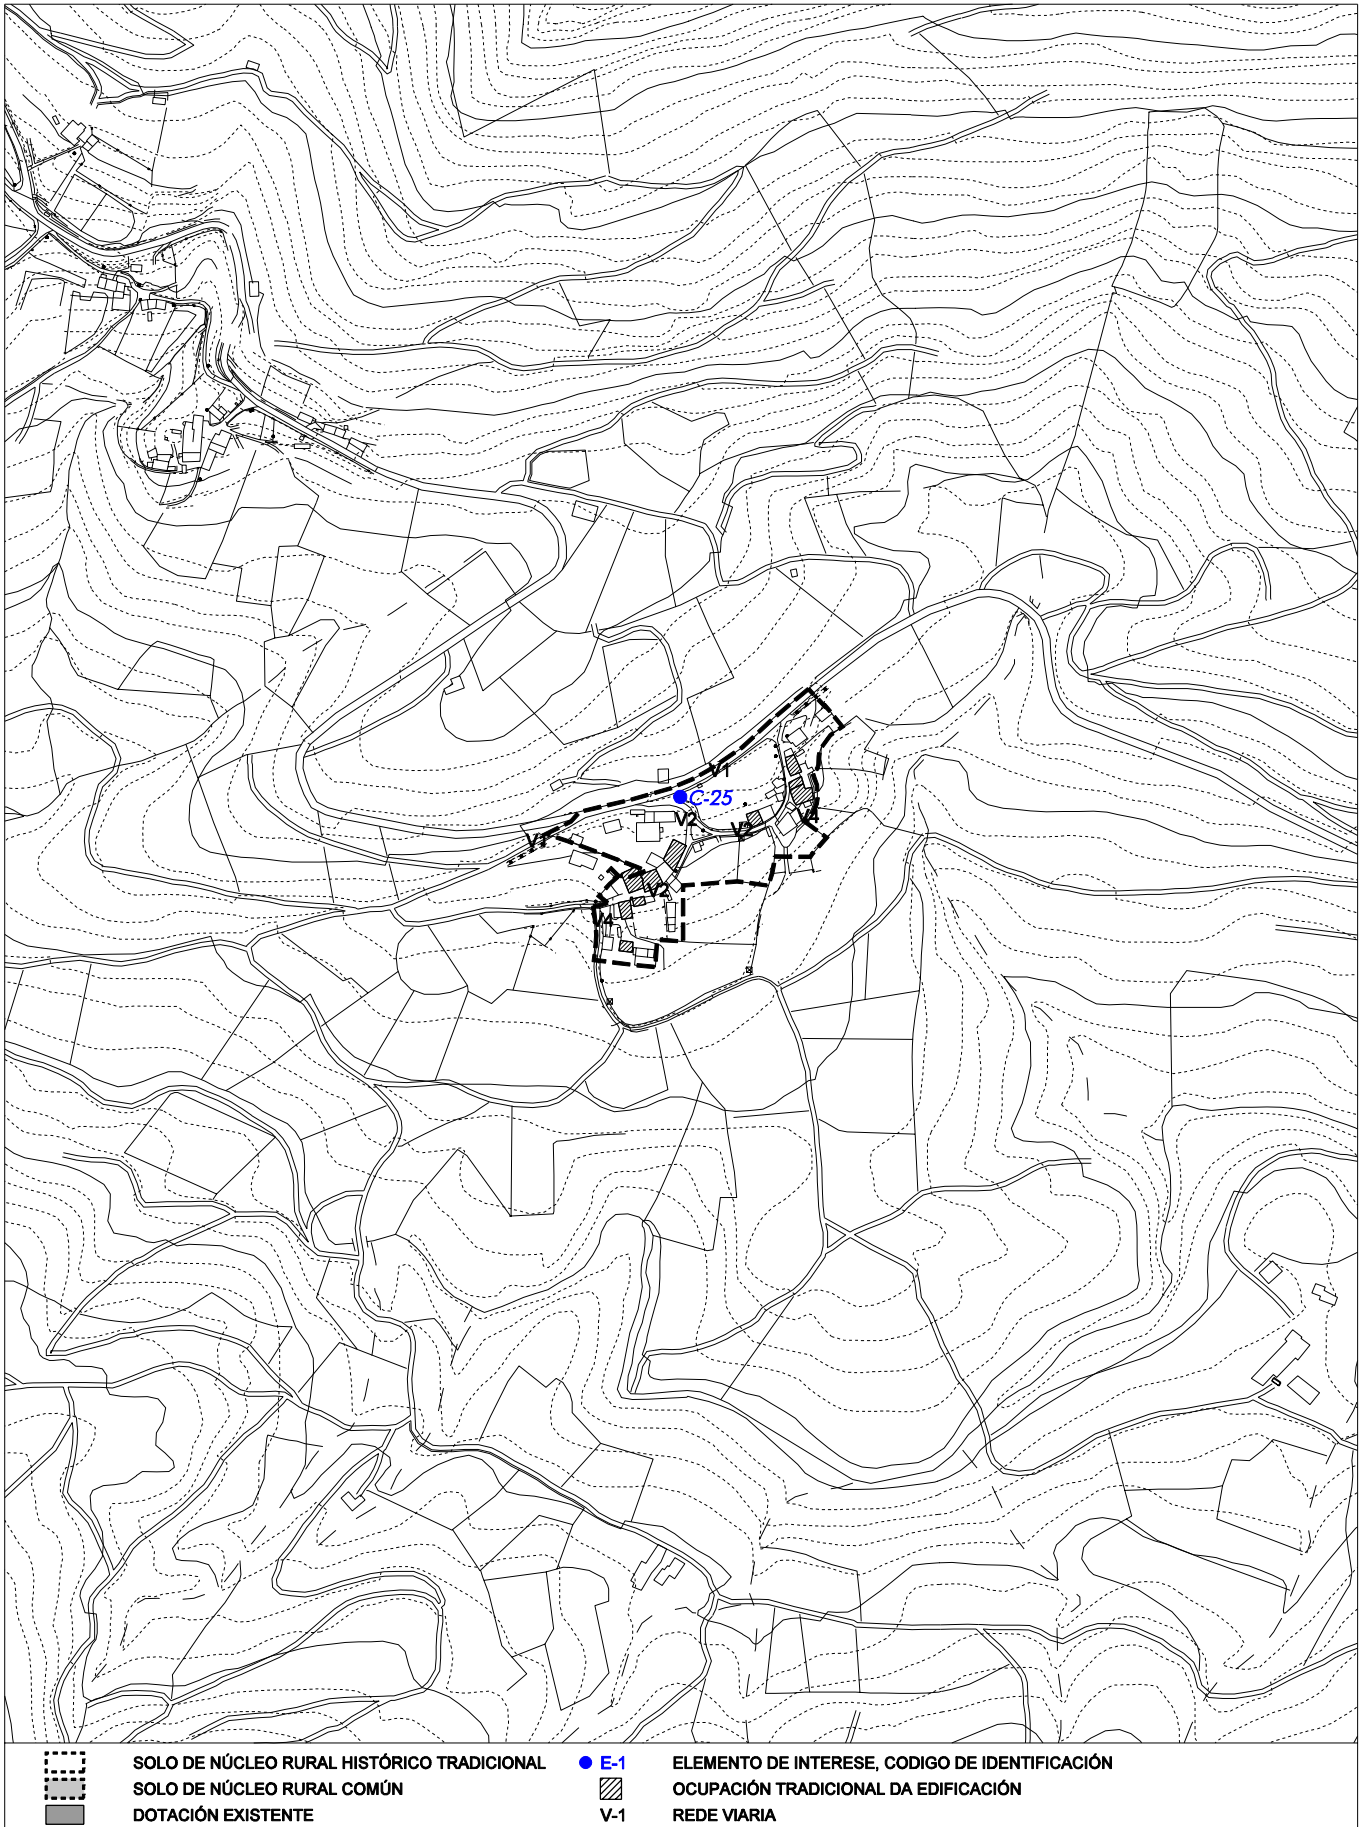 V1
C-25
V2
V2
V4
V1
V2
V4
SOLO DE NÚCLEO RURAL HISTÓRICO TRADICIONAL
E-1 ELEMENTO DE INTERESE, CODIGO DE IDENTIFICACIÓN
SOLO DE NÚCLEO RURAL COMÚN
OCUPACIÓN TRADICIONAL DA EDIFICACIÓN
DOTACIÓN EXISTENTE
V-1 REDE VIARIA